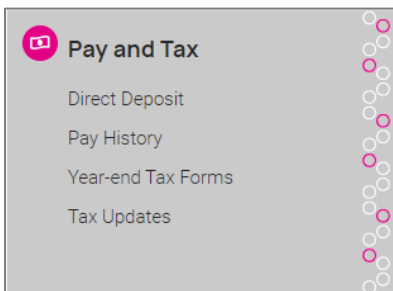 Pay and Tax
Direct Deposit
Pay History
Year-end Tax Forms
Tax Updates